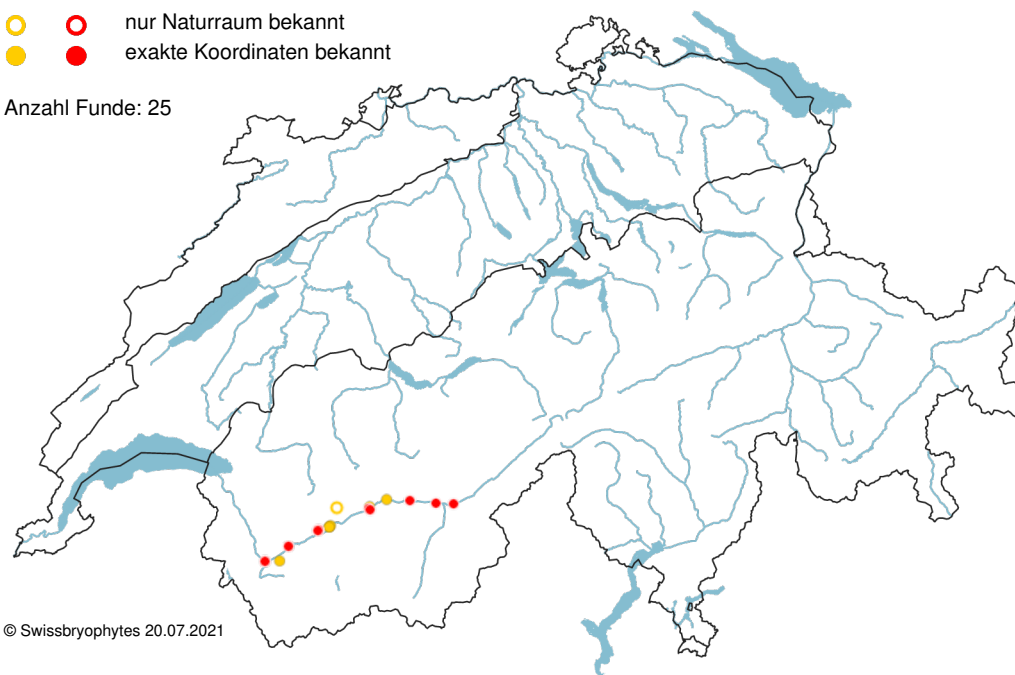 nur Naturraum bekannt
exakte Koordinaten bekannt
Anzahl Funde: 25
© Swissbryophytes 20.07.2021